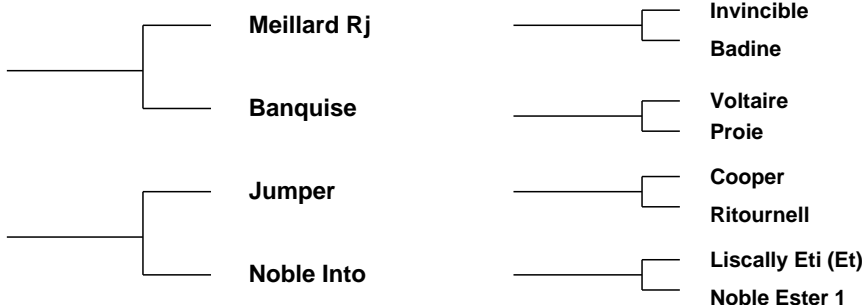 Meillard Rj
Banquise
Jumper
Noble Into
Invincible
Badine
Voltaire
Proie
Cooper
Ritournell
Liscally Eti (Et)
Noble Ester 1